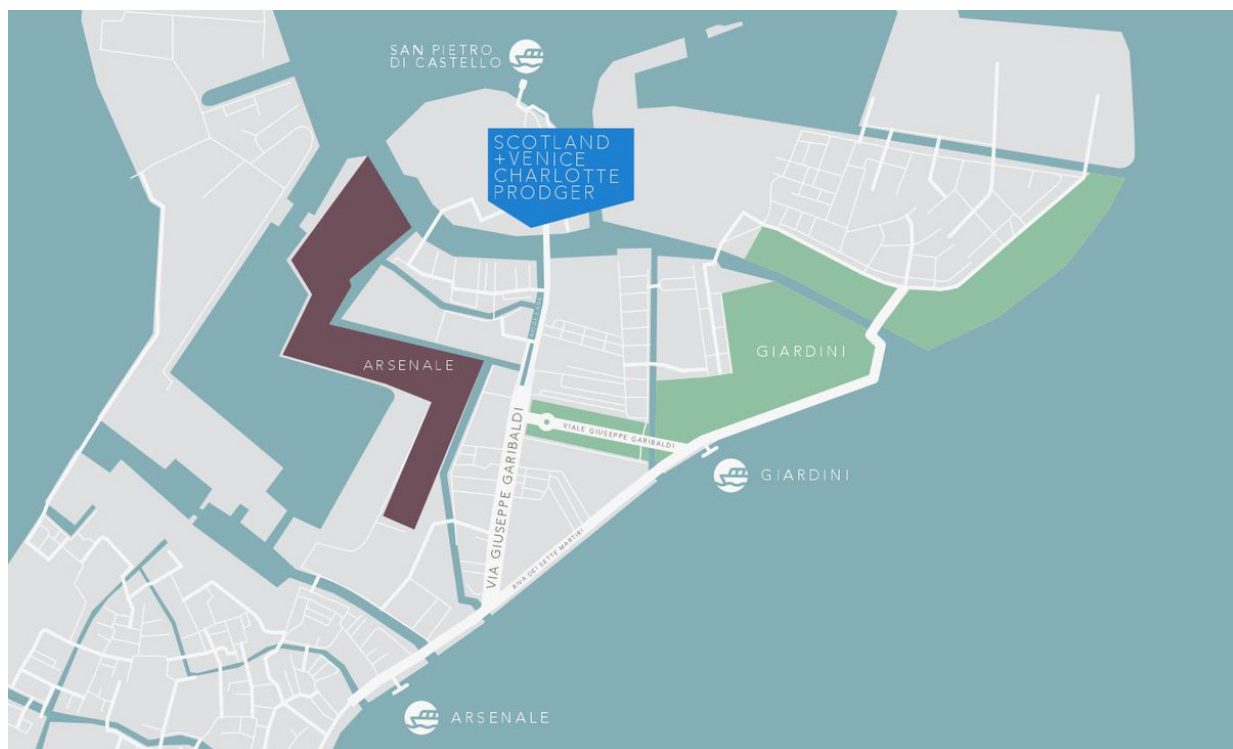 SAN PIETRO
DI CASTELLO
SCOTLAND
+VENICE
CHARLOTTE
PRODGER
ARSENALE
GIARDINI
VIA GIUSEPPE GARIBALDI
VIALE GIUSEPPE GARIBALDI
GIARDINI
RIVA DEI SETTE MARTIRI
ARSENALE